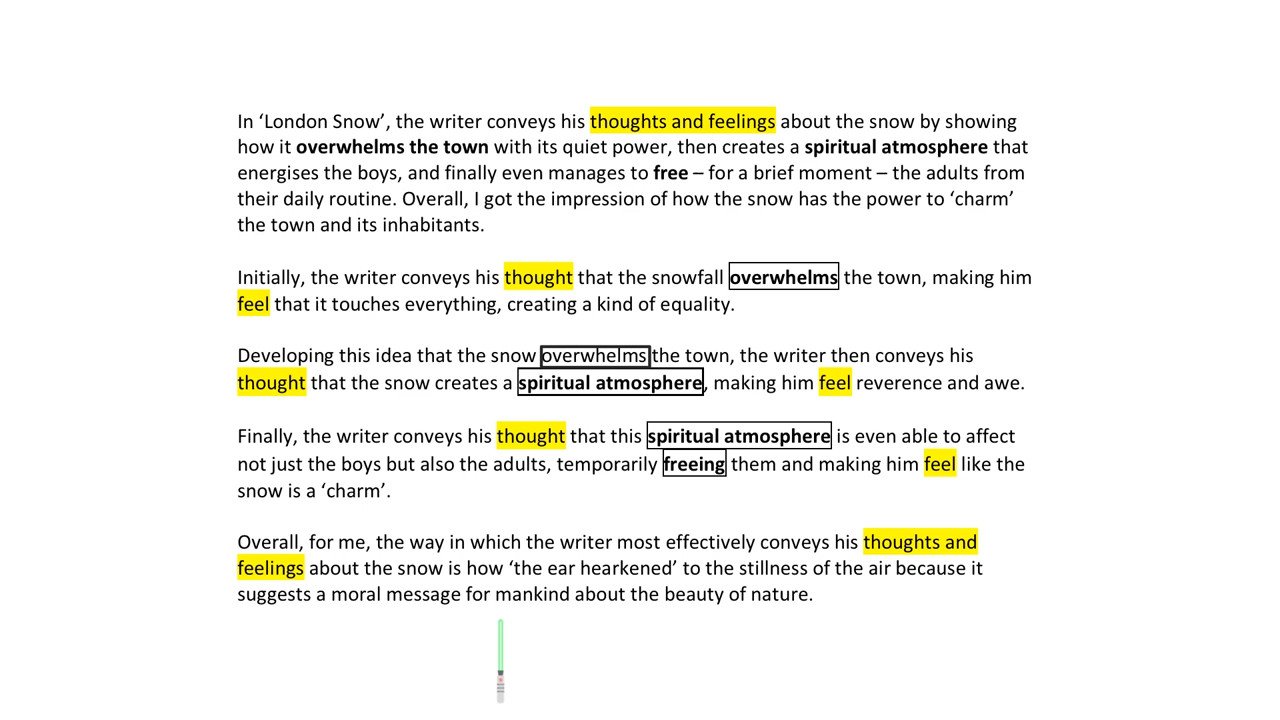 In ‘London Snow’, the writer conveys his thoughts and feelings about the snow by showing
how it overwhelms the town with its quiet power, then creates a spiritual atmosphere that
energises the boys, and finally even manages to free – for a brief moment – the adults from
their daily routine. Overall, I got the impression of how the snow has the power to ‘charm’
the town and its inhabitants.
Initially, the writer conveys his thought that the snowfall overwhelms the town, making him
feel that it touches everything, creating a kind of equality.
Developing this idea that the snow overwhelms the town, the writer then conveys his
thought that the snow creates a spiritual atmosphere, making him feel reverence and awe.
Finally, the writer conveys his thought that this spiritual atmosphere is even able to affect
not just the boys but also the adults, temporarily freeing them and making him feel like the
snow is a ‘charm’.
Overall, for me, the way in which the writer most effectively conveys his thoughts and
feelings about the snow is how ‘the ear hearkened’ to the stillness of the air because it
suggests a moral message for mankind about the beauty of nature.